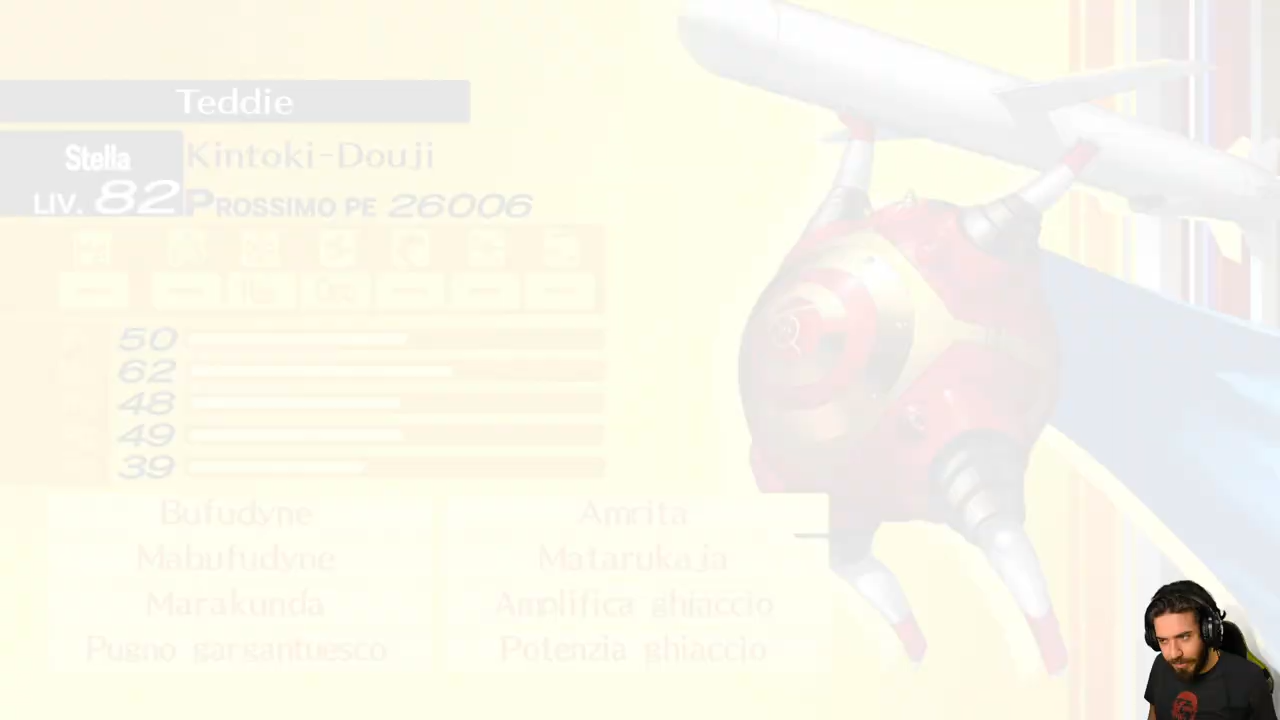 Teddie
Stella
Kintoki-Douji
LIV. 82
PROSSIMO PE 26006
50
62
48
49
39
Bufudyne
Amrita
Mabufudyne
Matarukaja
Marakunda
Amplifica ghiaccio
Pugno gargantuesco
Potenzia ghiaccio